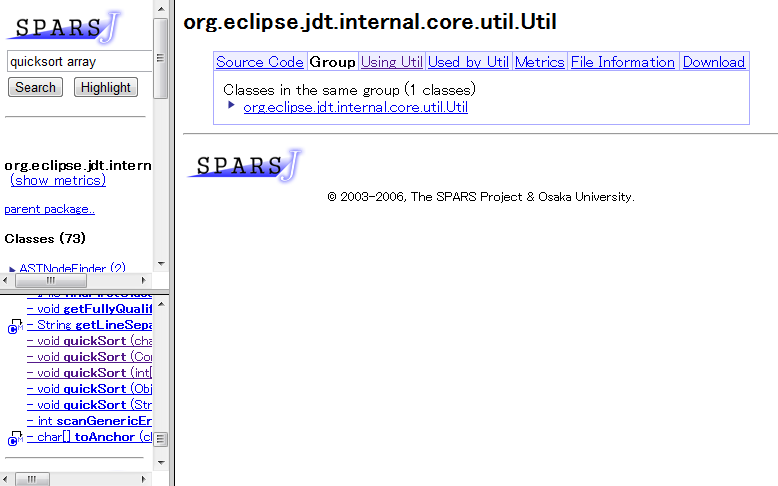 SPARS J
quicksort array
Search Highlight
org.eclipse.jdt.intern
(show metrics)
parent package..
Classes (73)
ASTNodeFinder (2)
- void getFullyQualif
- String getLineSepa
- void quickSort (cha
- void quickSort (Co
- void quickSort (int[
- void quickSort (Obj
- void quickSort (Str
- int scanGenericEr
- char[] toAnchor (cl
org.eclipse.jdt.internal.core.util.Util
Source Code Group Using Util Used by Util Metrics File Information Download
Classes in the same group (1 classes)
org.eclipse.jdt.internal.core.util.Util
SPARS J
© 2003-2006, The SPARS Project & Osaka University.